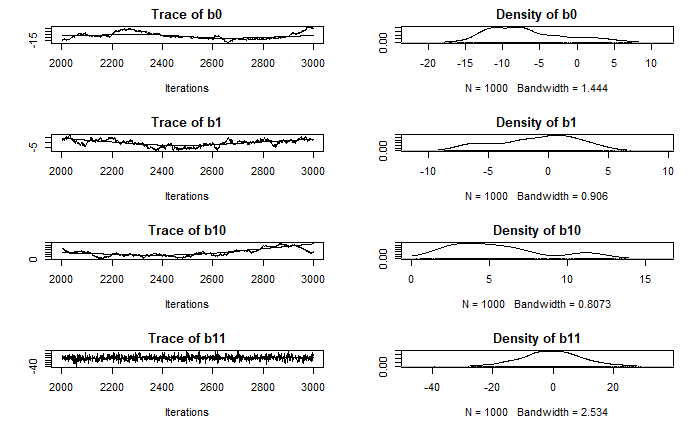 Trace of b0
Density of b0
-15
0.00
2000 2200 2400 2600 2800 3000
-20 -15 -10 -5 0 5 10
Iterations
N = 1000 Bandwidth = 1.444
Trace of b1
Density of b1
-5
0.00
2000 2200 2400 2600 2800 3000
-10 -5 0 5 10
Iterations
N = 1000 Bandwidth = 0.906
Trace of b10
Density of b10
0
0.00
2000 2200 2400 2600 2800 3000
0 5 10 15
Iterations
N = 1000 Bandwidth = 0.8073
Trace of b11
Density of b11
-40
0.00
2000 2200 2400 2600 2800 3000
-40 -20 0 20
Iterations
N = 1000 Bandwidth = 2.534